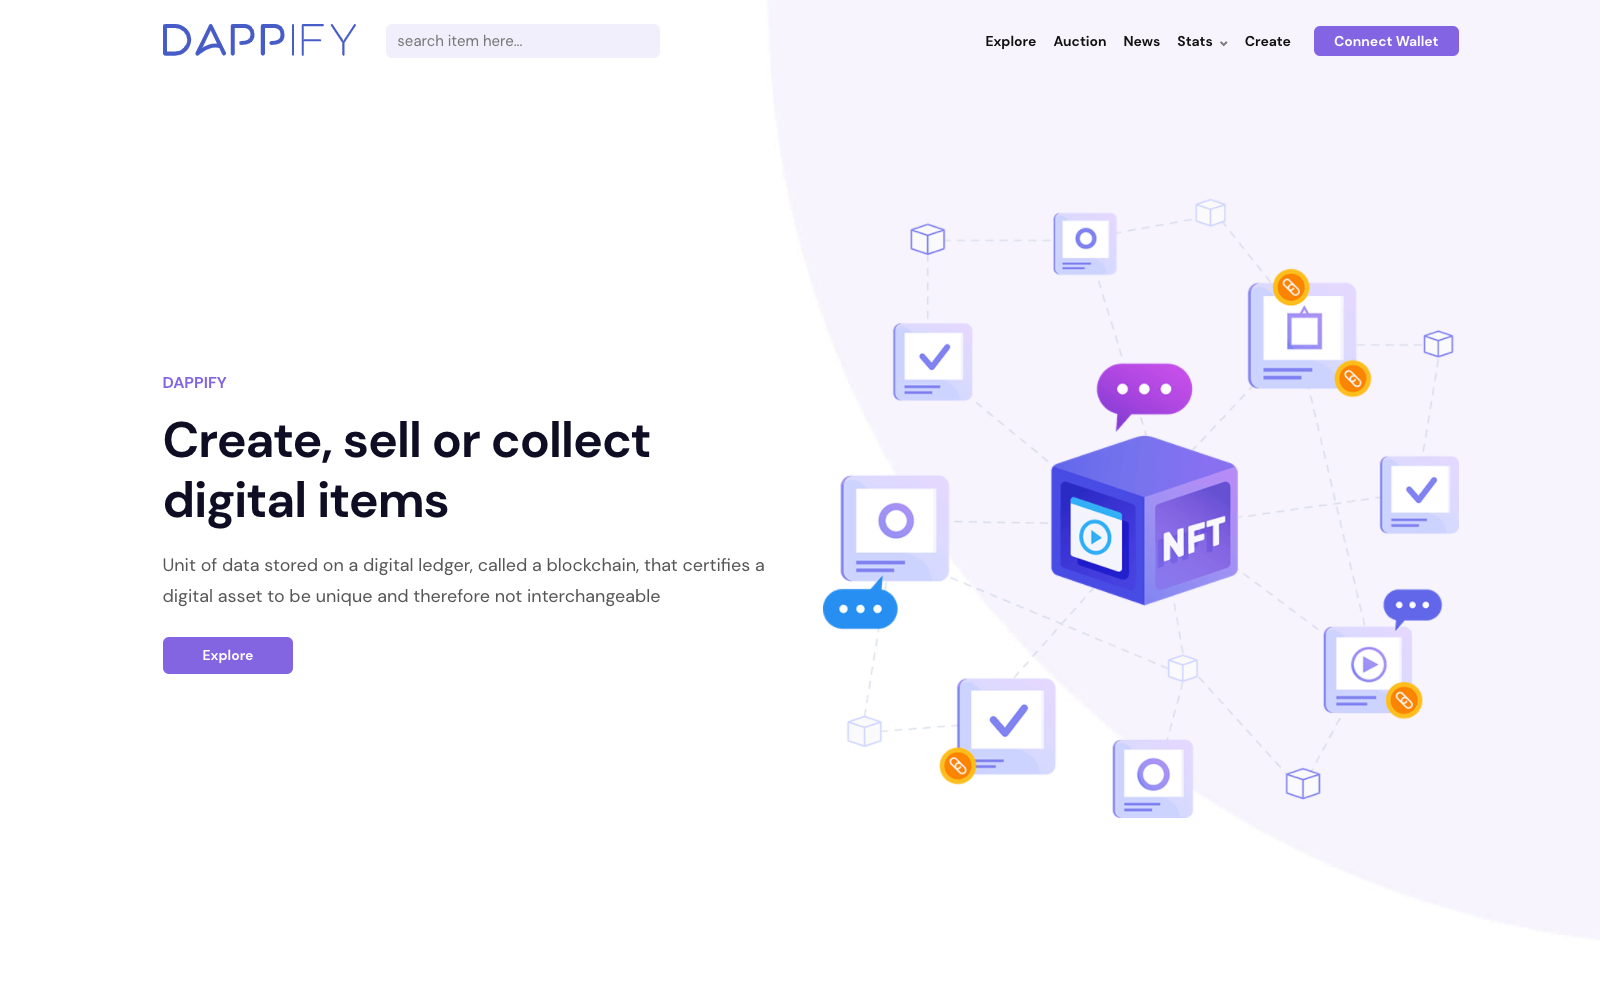 DAPPIFY
search item here...
Explore Auction News Stats Create Connect Wallet
DAPPIFY
Create, sell or collect
digital items
Unit of data stored on a digital ledger, called a blockchain, that certifies a
digital asset to be unique and therefore not interchangeable
Explore
NFT